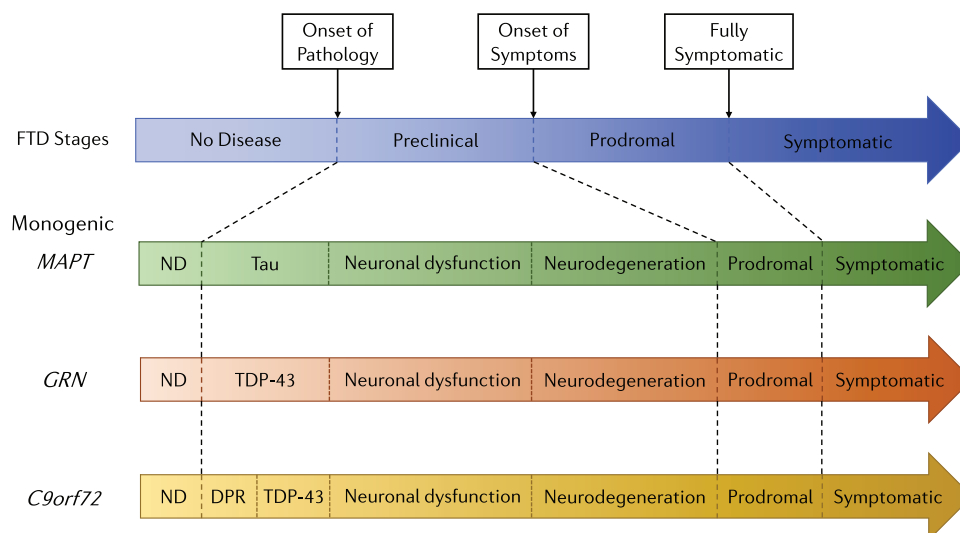 Onset of
Pathology
Onset of
Symptoms
Fully
Symptomatic
FTD Stages
No Disease
Preclinical
Prodromal
Symptomatic
Monogenic
MAPT
ND
Tau
Neuronal dysfunction
Neurodegeneration
Prodromal
Symptomatic
GRN
ND
TDP-43
Neuronal dysfunction
Neurodegeneration
Prodromal
Symptomatic
C9orf72
ND
DPR
TDP-43
Neuronal dysfunction
Neurodegeneration
Prodromal
Symptomatic